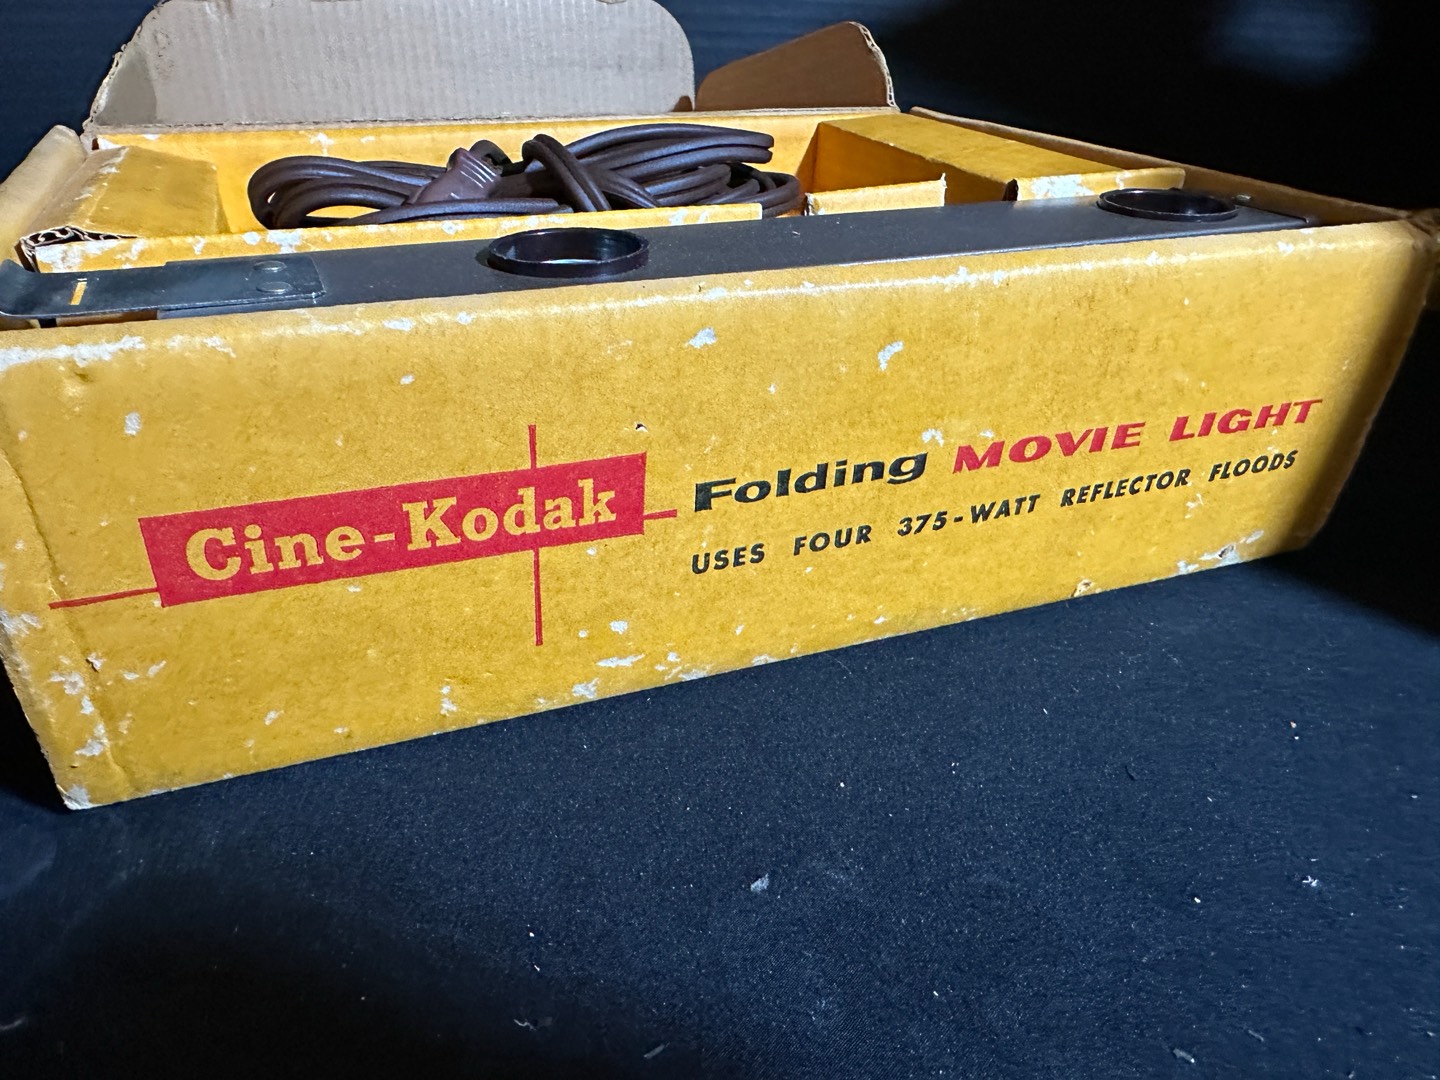 Cine-Kodak
Folding MOVIE LIGHT
USES FOUR 375-WATT REFLECTOR FLOODS